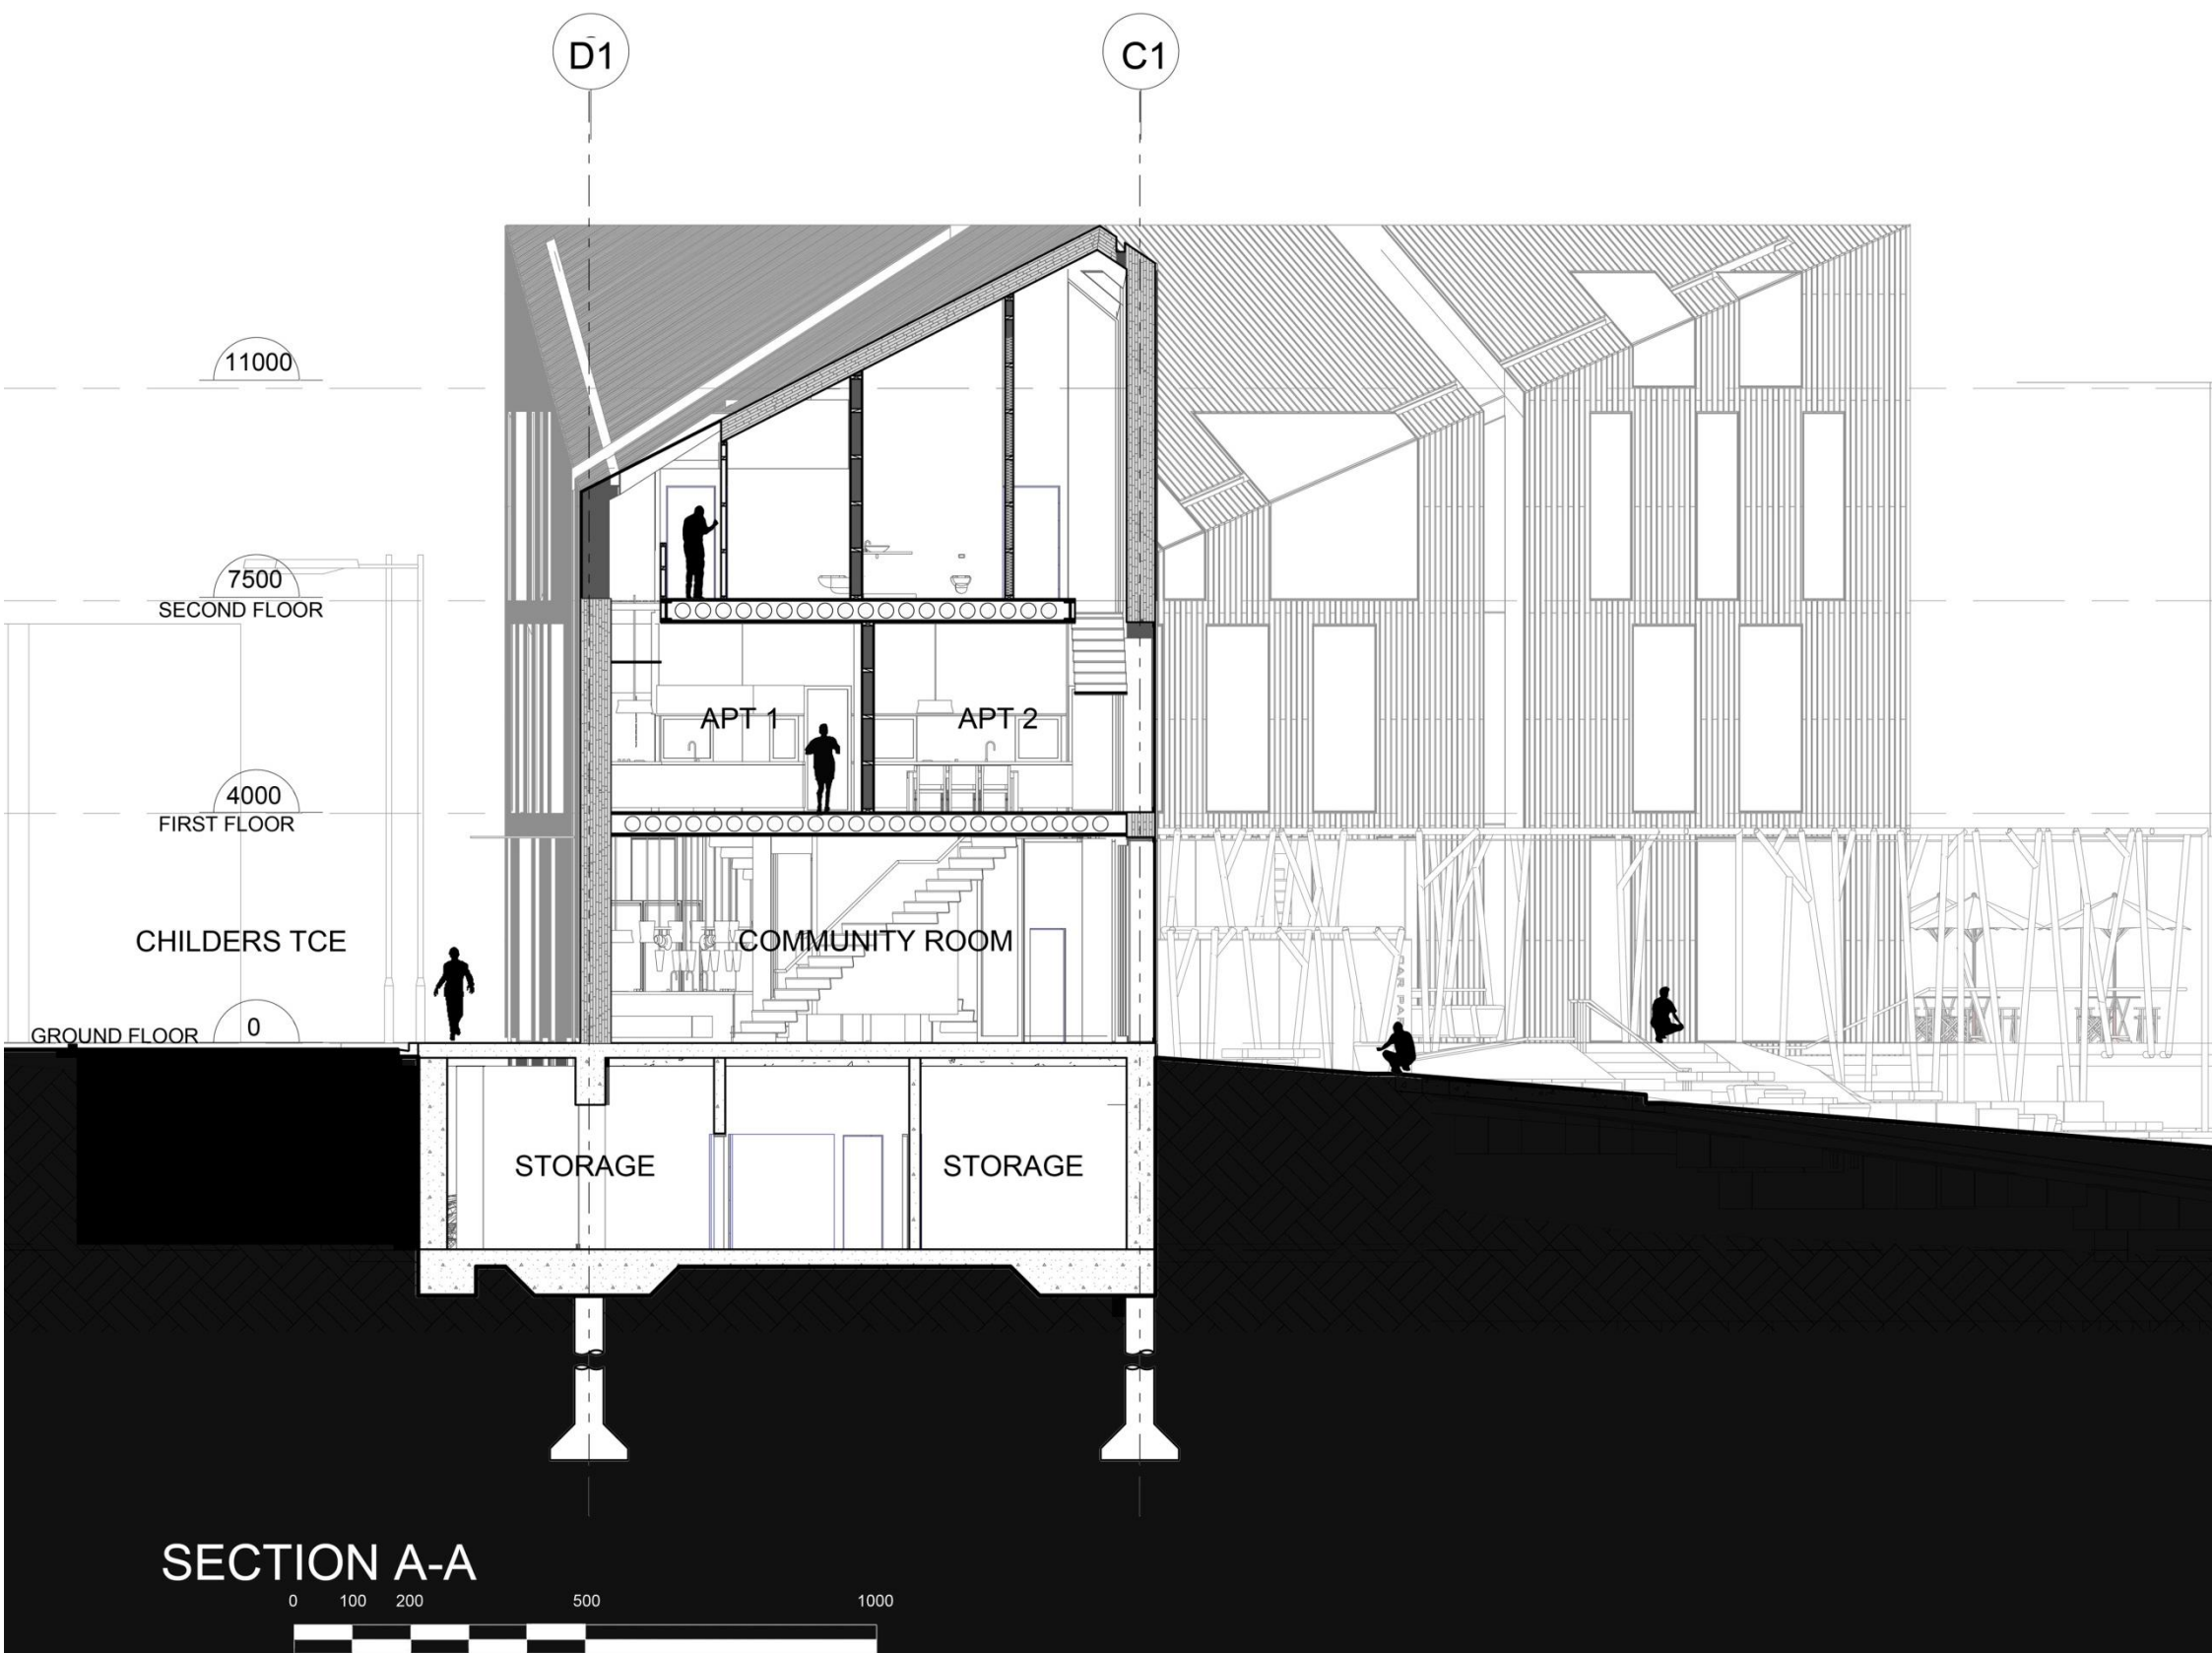 D1
C1
11000
7500
SECOND FLOOR
4000
FIRST FLOOR
APT 1
APT 2
CHILDERS TCE
COMMUNITY ROOM
GROUND FLOOR
0
STORAGE
STORAGE
SECTION A-A
0 100 200 500 1000